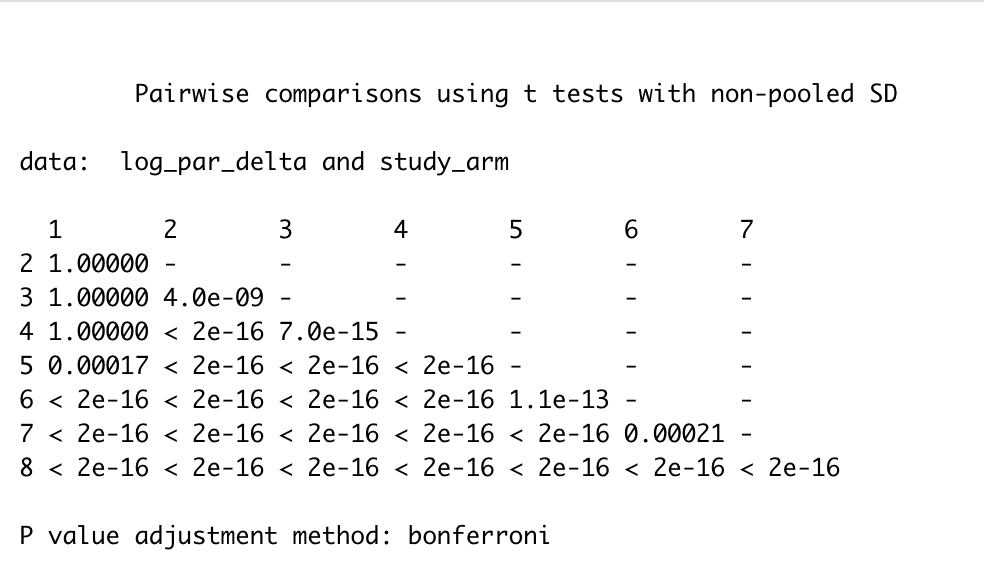 Pairwise comparisons using t tests with non-pooled SD
data:  log_par_delta and study_arm
  1       2       3       4       5       6       7
2 1.00000 -       -       -       -       -       -
3 1.00000 4.0e-09 -       -       -       -       -
4 1.00000 < 2e-16 7.0e-15 -       -       -       -
5 0.00017 < 2e-16 < 2e-16 < 2e-16 -       -       -
6 < 2e-16 < 2e-16 < 2e-16 < 2e-16 1.1e-13 -       -
7 < 2e-16 < 2e-16 < 2e-16 < 2e-16 < 2e-16 0.00021 -
8 < 2e-16 < 2e-16 < 2e-16 < 2e-16 < 2e-16 < 2e-16 < 2e-16
P value adjustment method: bonferroni